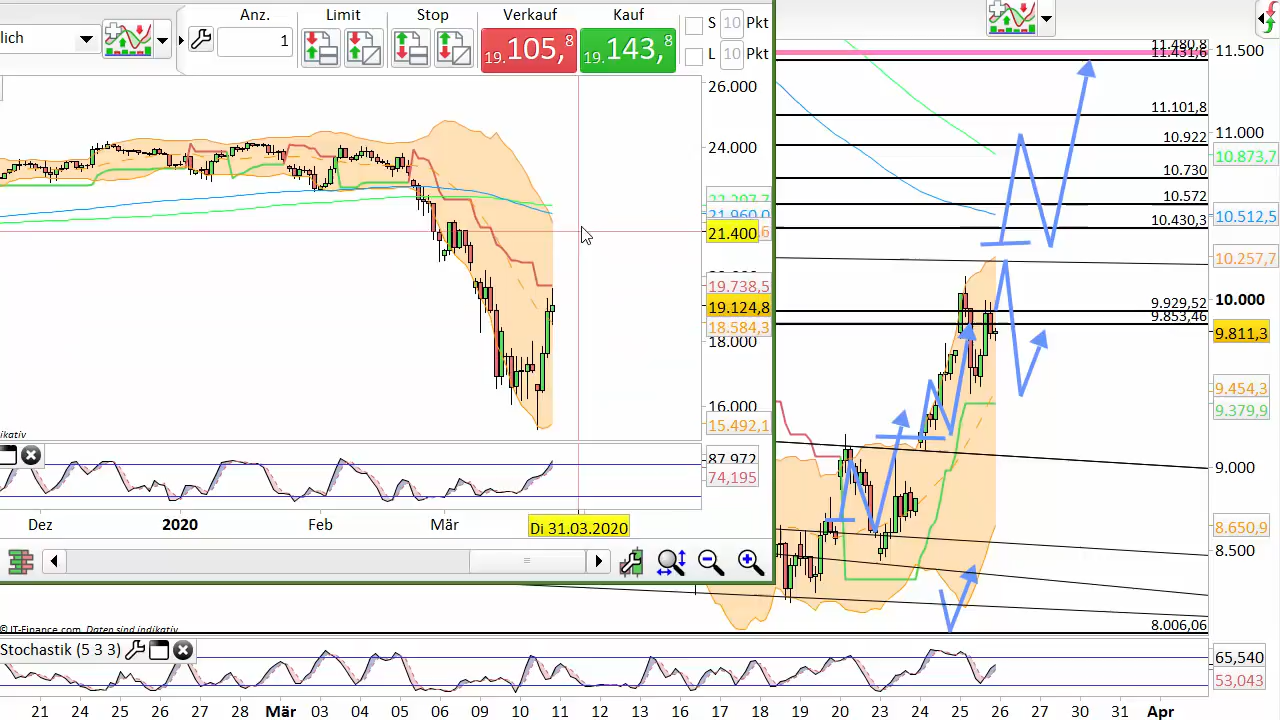 lich
Anz.
Limit
Stop
Verkauf
Kauf
1
19.105,8
19.143,8
S 10 Pkt
L 10 Pkt
26.000
24.000
21.960,0
21.400
19.738,5
19.124,8
18.584,3
18.000
16.000
15.492,1
ikativ
87,972
74,195
Dez
2020
Feb
Mär
Di 31.03.2020
11.480,8
11.431,6
11.101,8
10.922
10.730
10.572
10.430,3
9.929,52
9.853,46
8.006,06
11.500
11.000
10.873,7
10.512,5
10.257,7
10.000
9.811,3
9.454,3
9.379,9
9.000
8.650,9
8.500
© IT-Finance.com Daten sind indikativ
Stochastik (5 3 3)
65,540
53,043
21 24 25 26 27 28 Mär 03 04 05 06 09 10 11 12 13 16 17 18 19 20 23 24 25 26 27 30 31 Apr